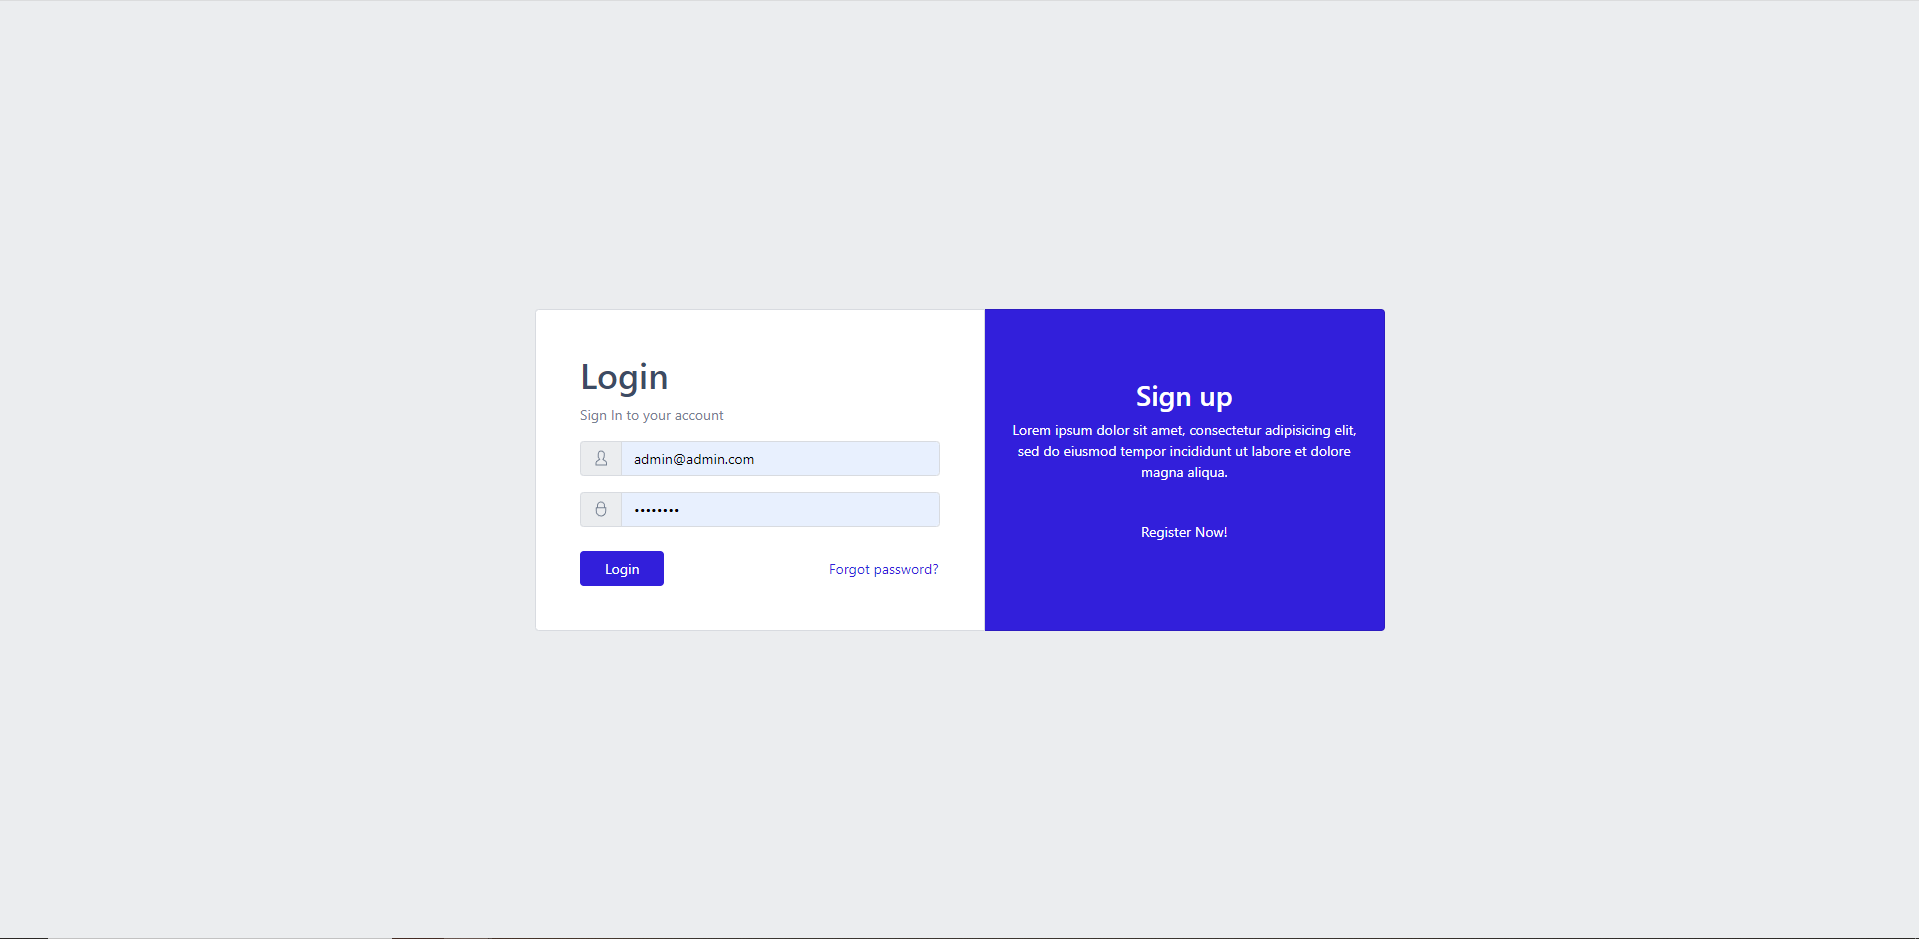 Login
Sign In to your account
admin@admin.com
••••••••
Login
Forgot password?
Sign up
Lorem ipsum dolor sit amet, consectetur adipisicing elit,
sed do eiusmod tempor incididunt ut labore et dolore
magna aliqua.
Register Now!